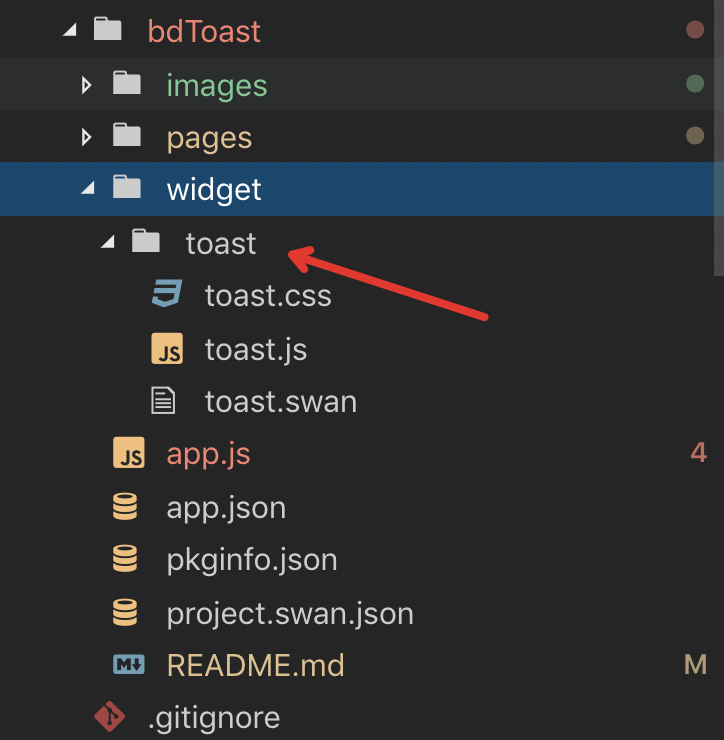 bdToast
images
pages
widget
toast
toast.css
JS toast.js
toast.swan
JS app.js 4
app.json
pkginfo.json
project.swan.json
M README.md M
.gitignore